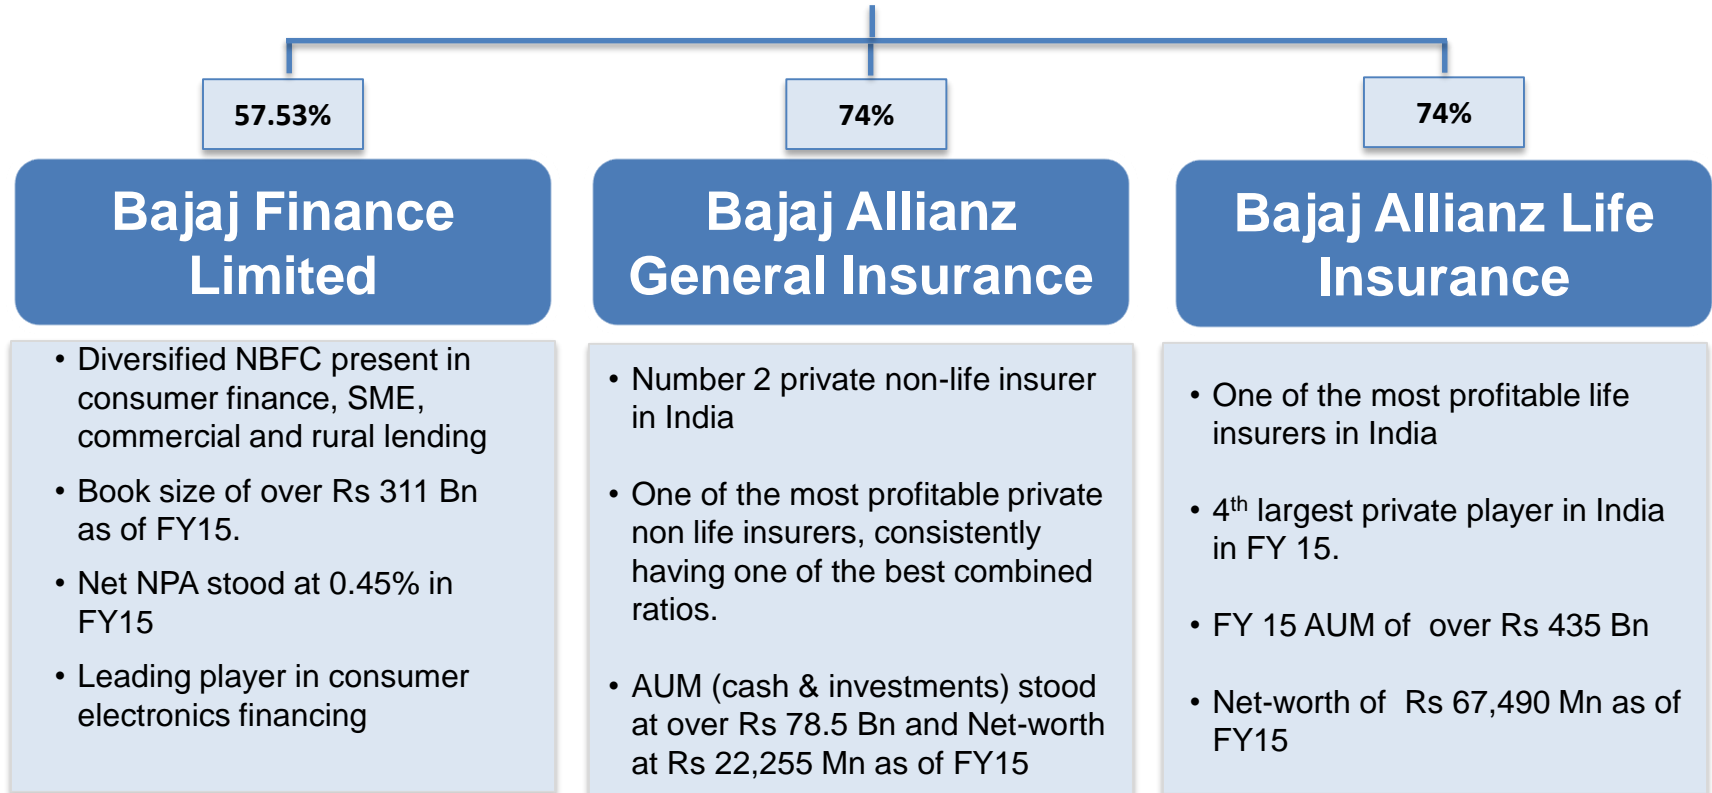 57.53%
74%
74%
Bajaj Finance
Limited
Bajaj Allianz
General Insurance
Bajaj Allianz Life
Insurance
• Diversified NBFC present in
consumer finance, SME,
commercial and rural lending
• Book size of over Rs 311 Bn
as of FY15.
• Net NPA stood at 0.45% in
FY15
• Leading player in consumer
electronics financing
• Number 2 private non-life insurer
in India
• One of the most profitable private
non life insurers, consistently
having one of the best combined
ratios.
• AUM (cash & investments) stood
at over Rs 78.5 Bn and Net-worth
at Rs 22,255 Mn as of FY15
• One of the most profitable life
insurers in India
• 4th largest private player in India
in FY 15.
• FY 15 AUM of  over Rs 435 Bn
• Net-worth of  Rs 67,490 Mn as of
FY15